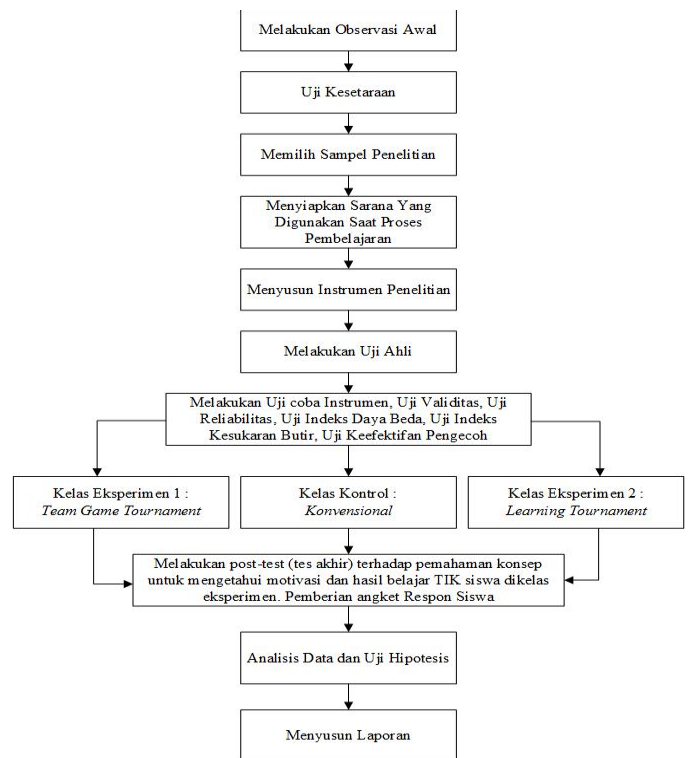 Melakukan Observasi Awal
Uji Kesetaraan
Memilih Sampel Penelitian
Menyiapkan Sarana Yang
Digunakan Saat Proses
Pembelajaran
Menyusun Instrumen Penelitian
Melakukan Uji Ahli
Melakukan Uji coba Instrumen, Uji Validitas, Uji
Reliabilitas, Uji Indeks Daya Beda, Uji Indeks
Kesukaran Butir, Uji Keefektifan Pengecoh
Kelas Eksperimen 1 :
Team Game Tournament
Kelas Kontrol :
Konvensional
Kelas Eksperimen 2 :
Learning Tournament
Melakukan post-test (tes akhir) terhadap pemahaman konsep
untuk mengetahui motivasi dan hasil belajar TIK siswa dikelas
eksperimen. Pemberian angket Respon Siswa
Analisis Data dan Uji Hipotesis
Menyusun Laporan